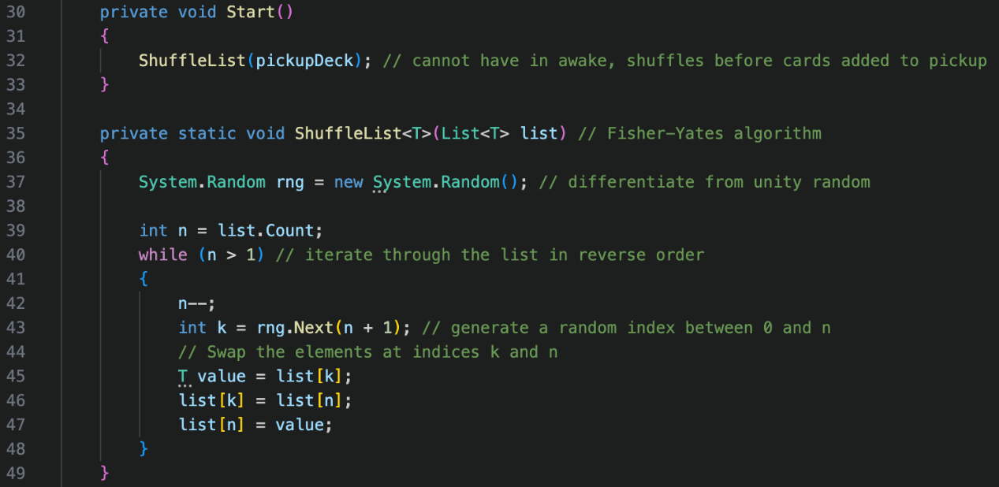 30 private void Start()
31 {
32 ShuffleList(pickupDeck); // cannot have in awake, shuffles before cards added to pickup
33 }
34
35 private static void ShuffleList<T>(List<T> list) // Fisher-Yates algorithm
36 {
37 System.Random rng = new System.Random(); // differentiate from unity random
38
39 int n = list.Count;
40 while (n > 1) // iterate through the list in reverse order
41 {
42 n--;
43 int k = rng.Next(n + 1); // generate a random index between 0 and n
44 // Swap the elements at indices k and n
45 T value = list[k];
46 list[k] = list[n];
47 list[n] = value;
48 }
49 }